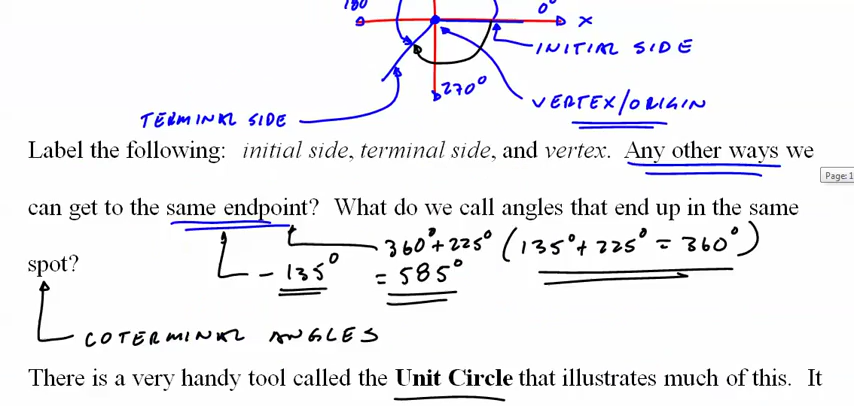 180
0°
x
INITIAL SIDE
270°
VERTEX/ORIGIN
TERMINAL SIDE
Label the following: initial side, terminal side, and vertex. Any other ways we
Page: 1
can get to the same endpoint? What do we call angles that end up in the same
360°+225° (135°+225°=360°)
spot?
-135° = 585°
COTERMINAL ANGLES
There is a very handy tool called the Unit Circle that illustrates much of this. It